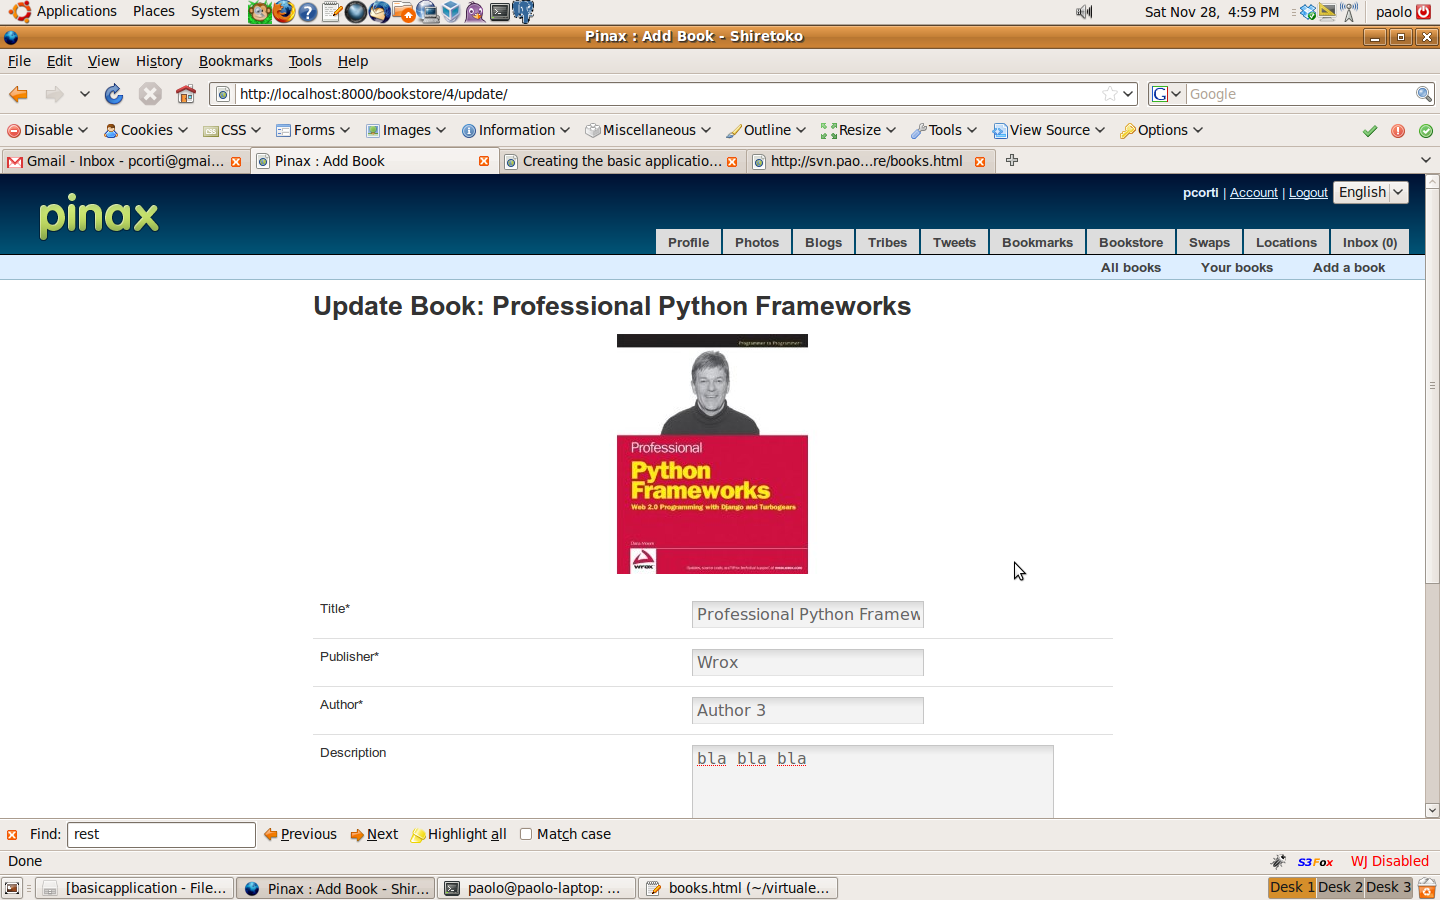 Applications Places System Sat Nov 28, 4:59 PM paolo
Pinax : Add Book - Shiretoko
File Edit View History Bookmarks Tools Help
http://localhost:8000/bookstore/4/update/ Google
Disable Cookies CSS Forms Images Information Miscellaneous Outline Resize Tools View Source Options
Gmail - Inbox - pcorti@gmai... Pinax : Add Book Creating the basic applicatio... http://svn.pao...re/books.html
pinax
pcorti | Account | Logout English
Profile Photos Blogs Tribes Tweets Bookmarks Bookstore Swaps Locations Inbox (0)
All books Your books Add a book
Update Book: Professional Python Frameworks
Programmer to Programmer
Professional
Python
Frameworks
Web 2.0 Programming with Django and Turbogears
Dana Moore
wrox
Title* Professional Python Framew
Publisher* Wrox
Author* Author 3
Description bla bla bla
Find: rest Previous Next Highlight all Match case
Done S3Fox WJ Disabled
[basicapplication - File... Pinax : Add Book - Shir... paolo@paolo-laptop: ... books.html (~/virtuale... Desk 1 Desk 2 Desk 3